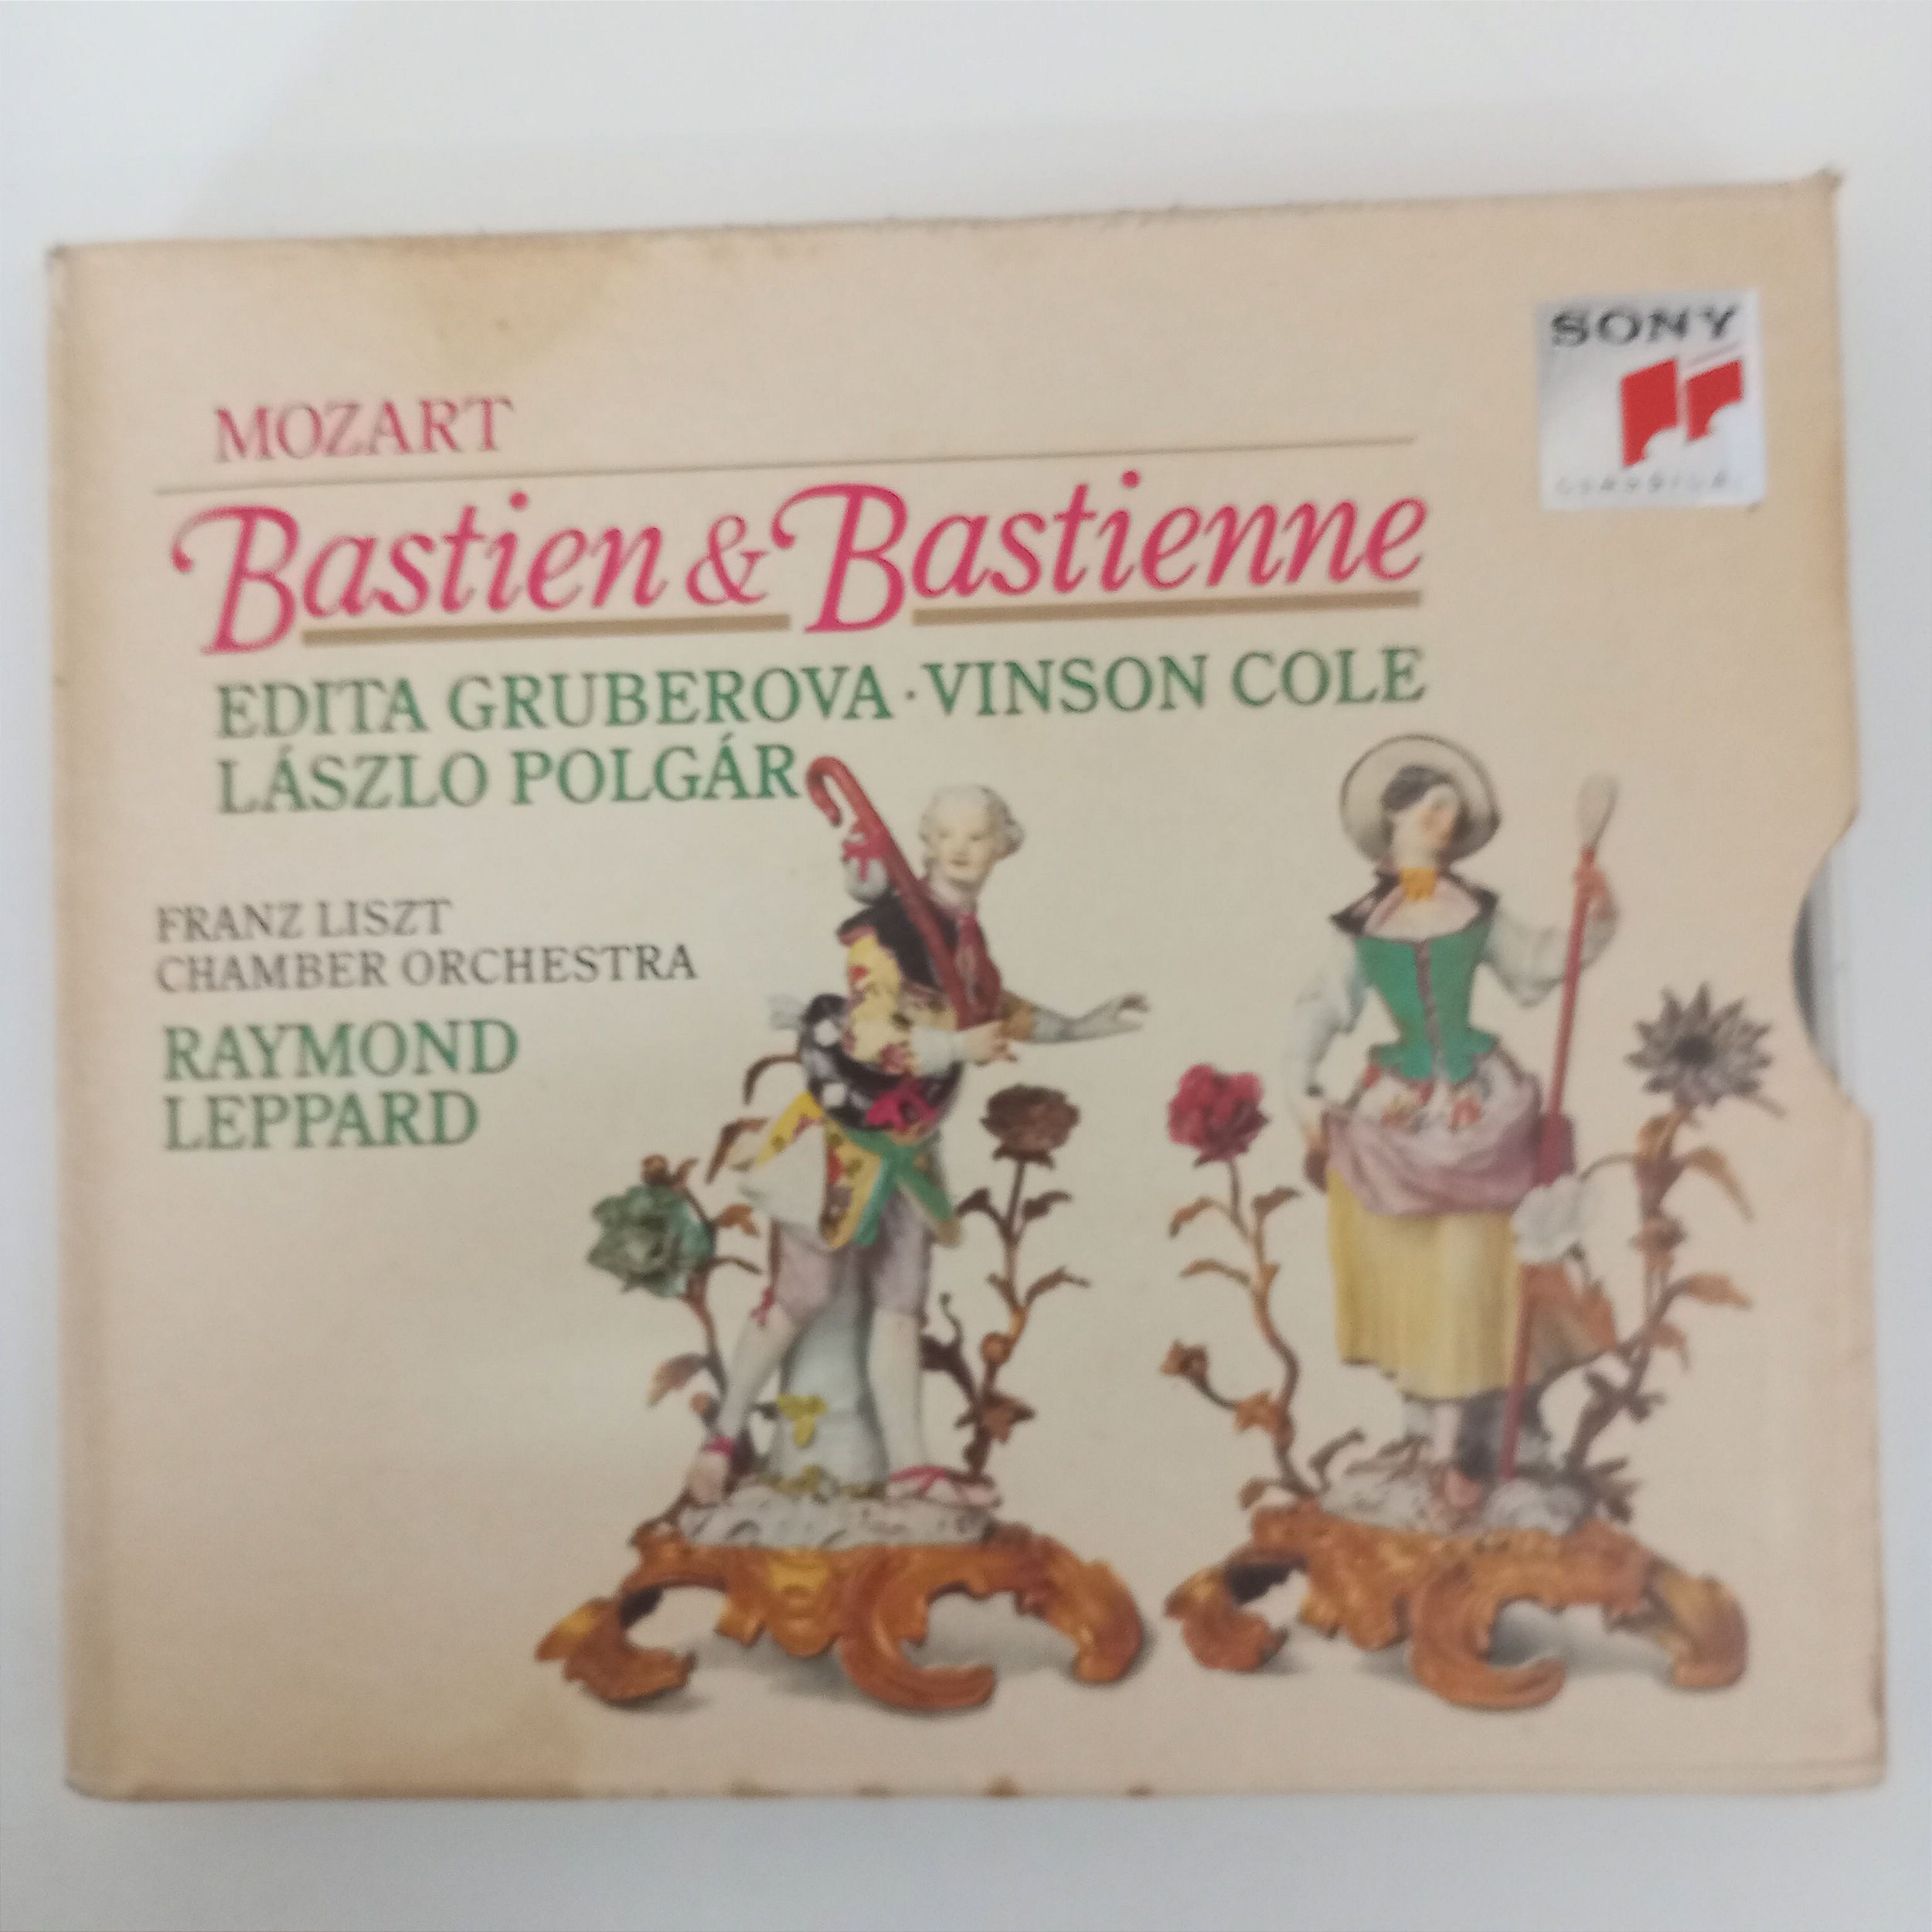 SONY
CLASSICAL
MOZART
Bastien & Bastienne
EDITA GRUBEROVA · VINSON COLE
LÁSZLO POLGÁR
FRANZ LISZT
CHAMBER ORCHESTRA
RAYMOND
LEPPARD